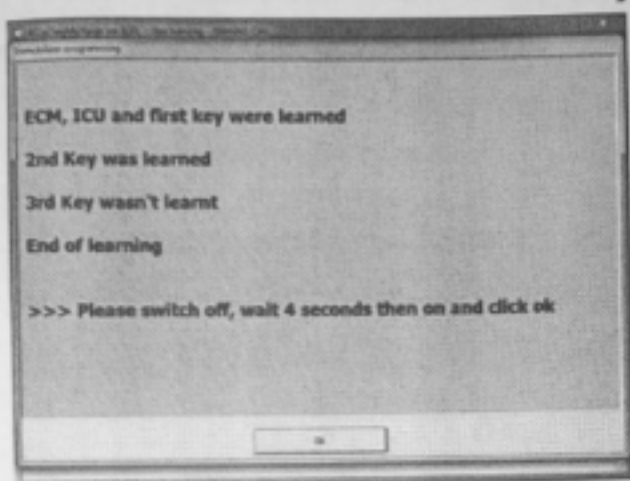 ECM, ICU and first key were learned
2nd Key was learned
3rd Key wasn't learnt
End of learning
>>> Please switch off, wait 4 seconds then on and click ok